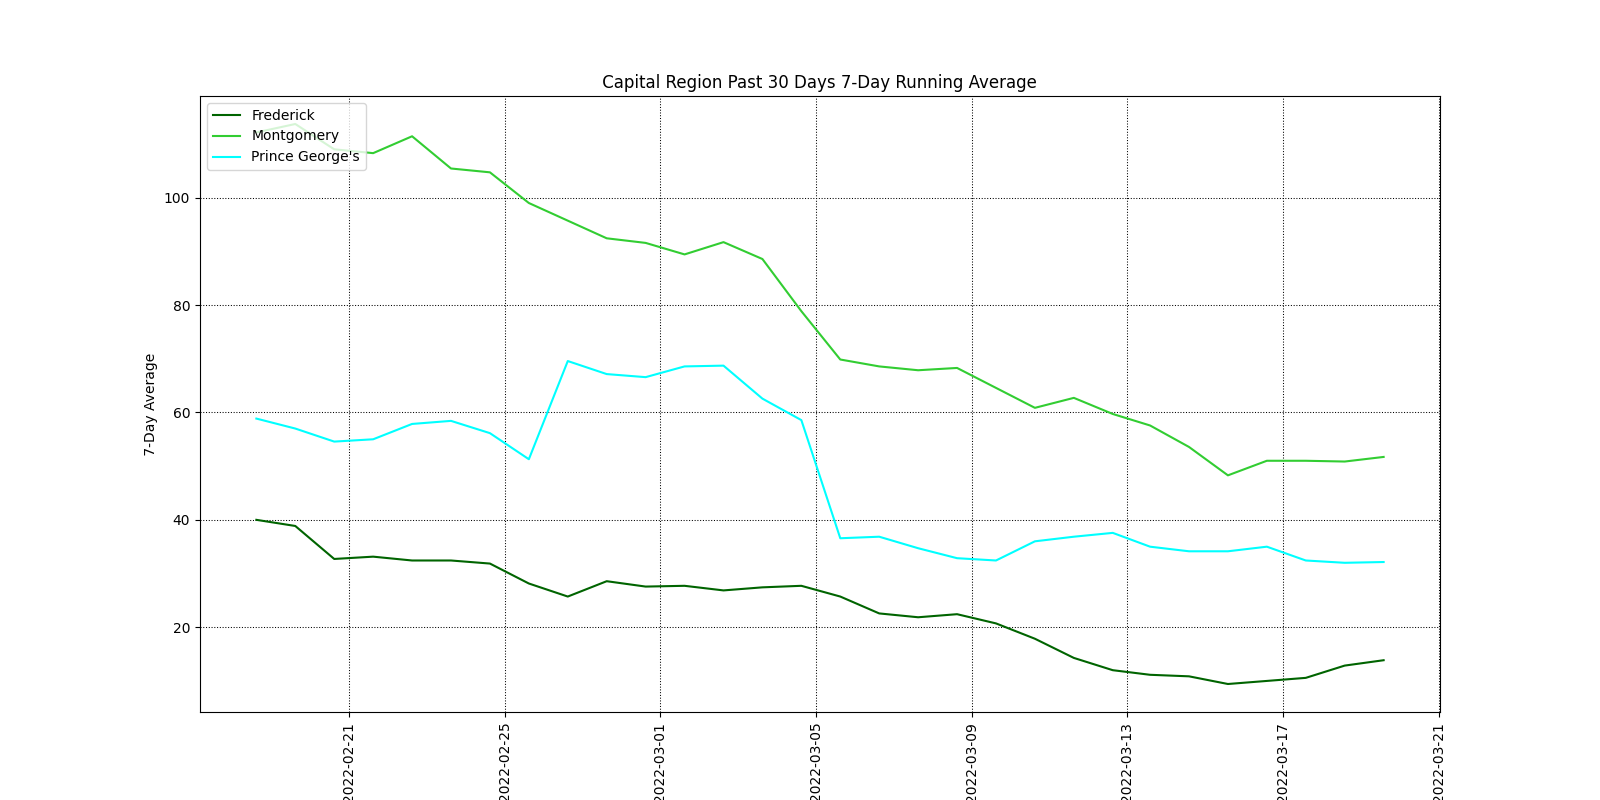 Capital Region Past 30 Days 7-Day Running Average
Frederick
Montgomery
Prince George's
7-Day Average
100
80
60
40
20
2022-02-21
2022-02-25
2022-03-01
2022-03-05
2022-03-09
2022-03-13
2022-03-17
2022-03-21